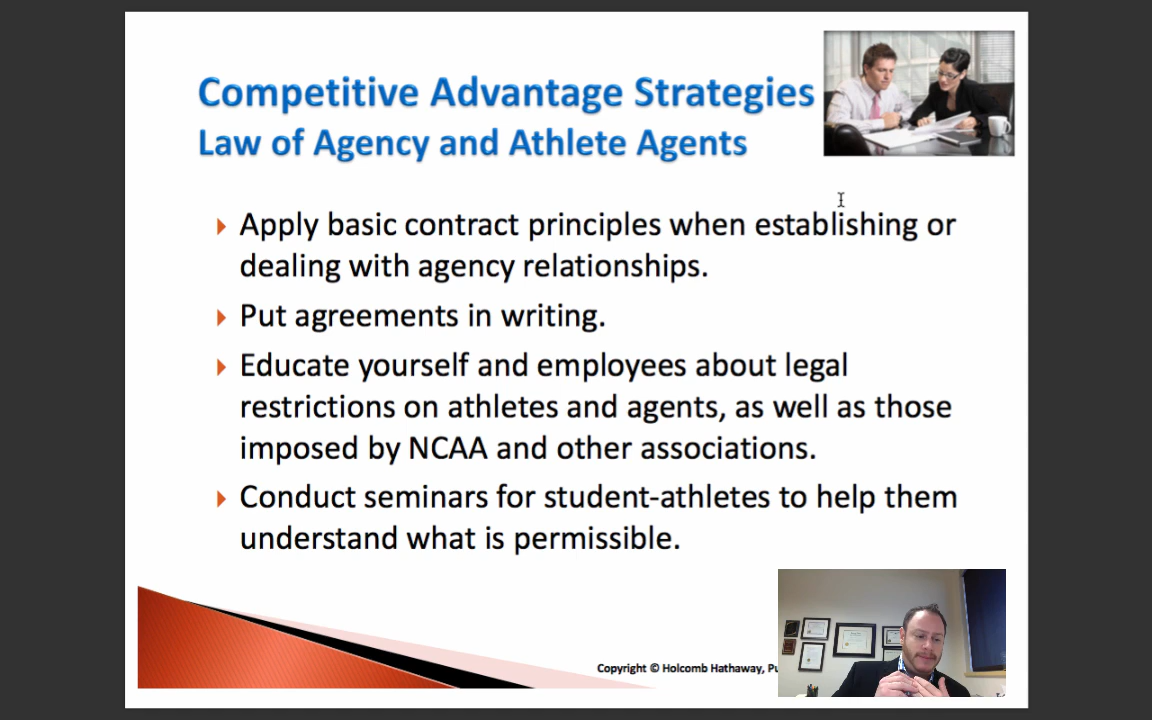 Competitive Advantage Strategies
Law of Agency and Athlete Agents
Apply basic contract principles when establishing or
dealing with agency relationships.
Put agreements in writing.
Educate yourself and employees about legal
restrictions on athletes and agents, as well as those
imposed by NCAA and other associations.
Conduct seminars for student-athletes to help them
understand what is permissible.
Copyright © Holcomb Hathaway,